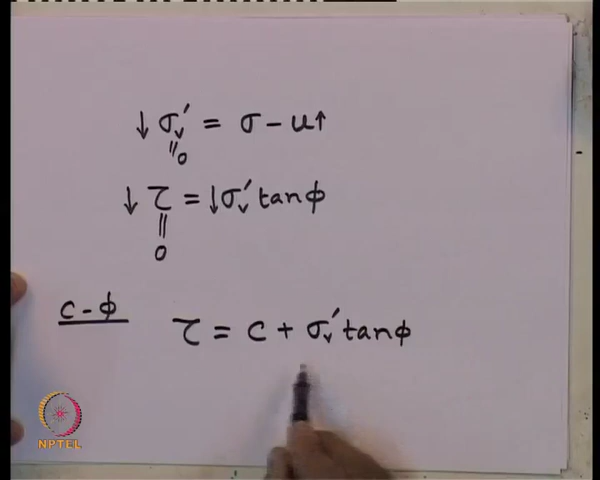 ↓ σᵥ' = σ - u↑
॥
0
↓ τ = ↓σᵥ' tanϕ
॥
0
c - ϕ
τ = c + σᵥ' tanϕ
NPTEL